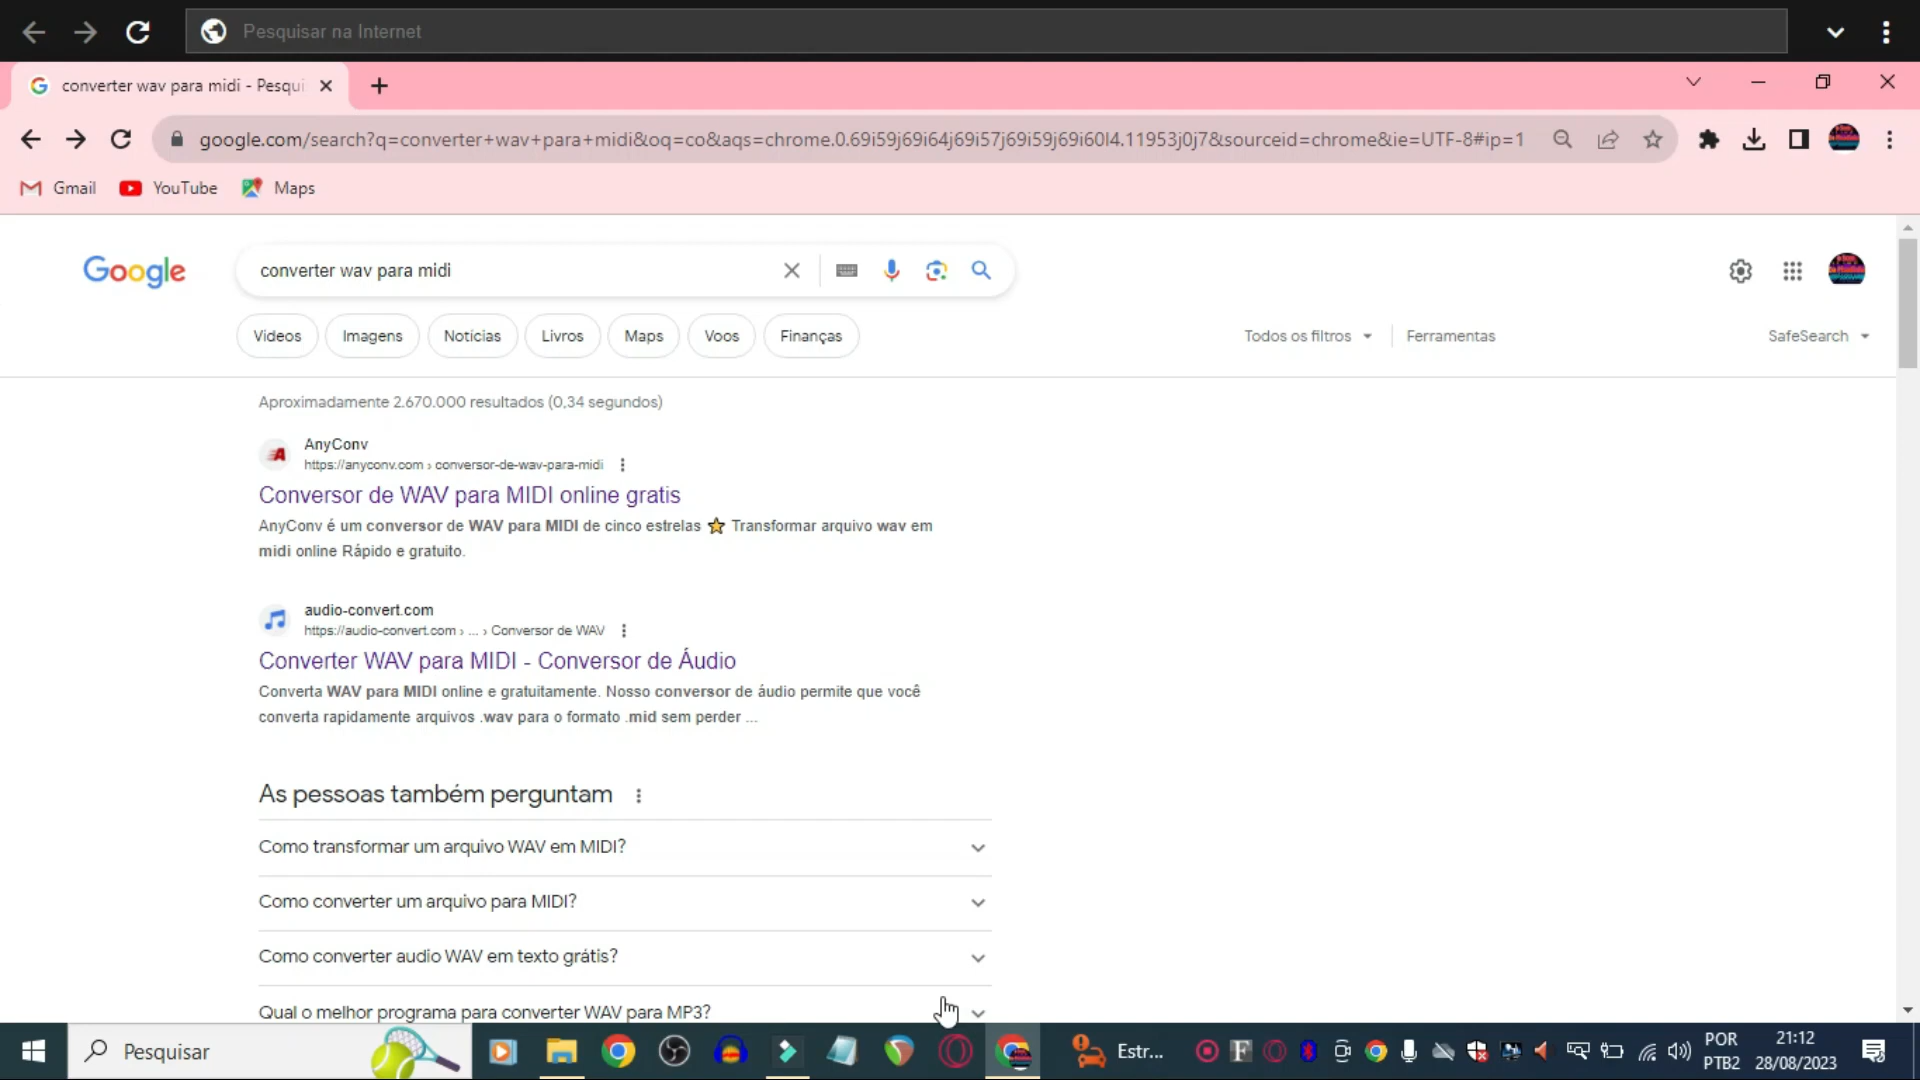 Pesquisar na Internet
converter wav para midi - Pesqui
google.com/search?q=converter+wav+para+midi&oq=co&aqs=chrome.0.69i59j69i64j69i57j69i59j69i60l4.11953j0j7&sourceid=chrome&ie=UTF-8#ip=1
Gmail YouTube Maps
Google converter wav para midi
Vídeos Imagens Notícias Livros Maps Voos Finanças Todos os filtros Ferramentas SafeSearch
Aproximadamente 2.670.000 resultados (0,34 segundos)
AnyConv
https://anyconv.com › conversor-de-wav-para-midi
Conversor de WAV para MIDI online gratis
AnyConv é um conversor de WAV para MIDI de cinco estrelas ⭐ Transformar arquivo wav em
midi online Rápido e gratuito.
audio-convert.com
https://audio-convert.com › ... › Conversor de WAV
Converter WAV para MIDI - Conversor de Áudio
Converta WAV para MIDI online e gratuitamente. Nosso conversor de áudio permite que você
converta rapidamente arquivos .wav para o formato .mid sem perder ...
As pessoas também perguntam
Como transformar um arquivo WAV em MIDI?
Como converter um arquivo para MIDI?
Como converter audio WAV em texto grátis?
Qual o melhor programa para converter WAV para MP3?
Pesquisar Estr... POR 21:12
PTB2 28/08/2023